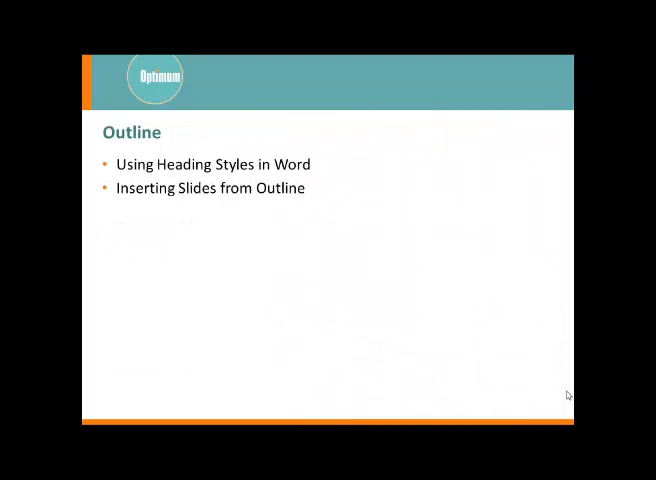 Optimum
Outline
• Using Heading Styles in Word
• Inserting Slides from Outline